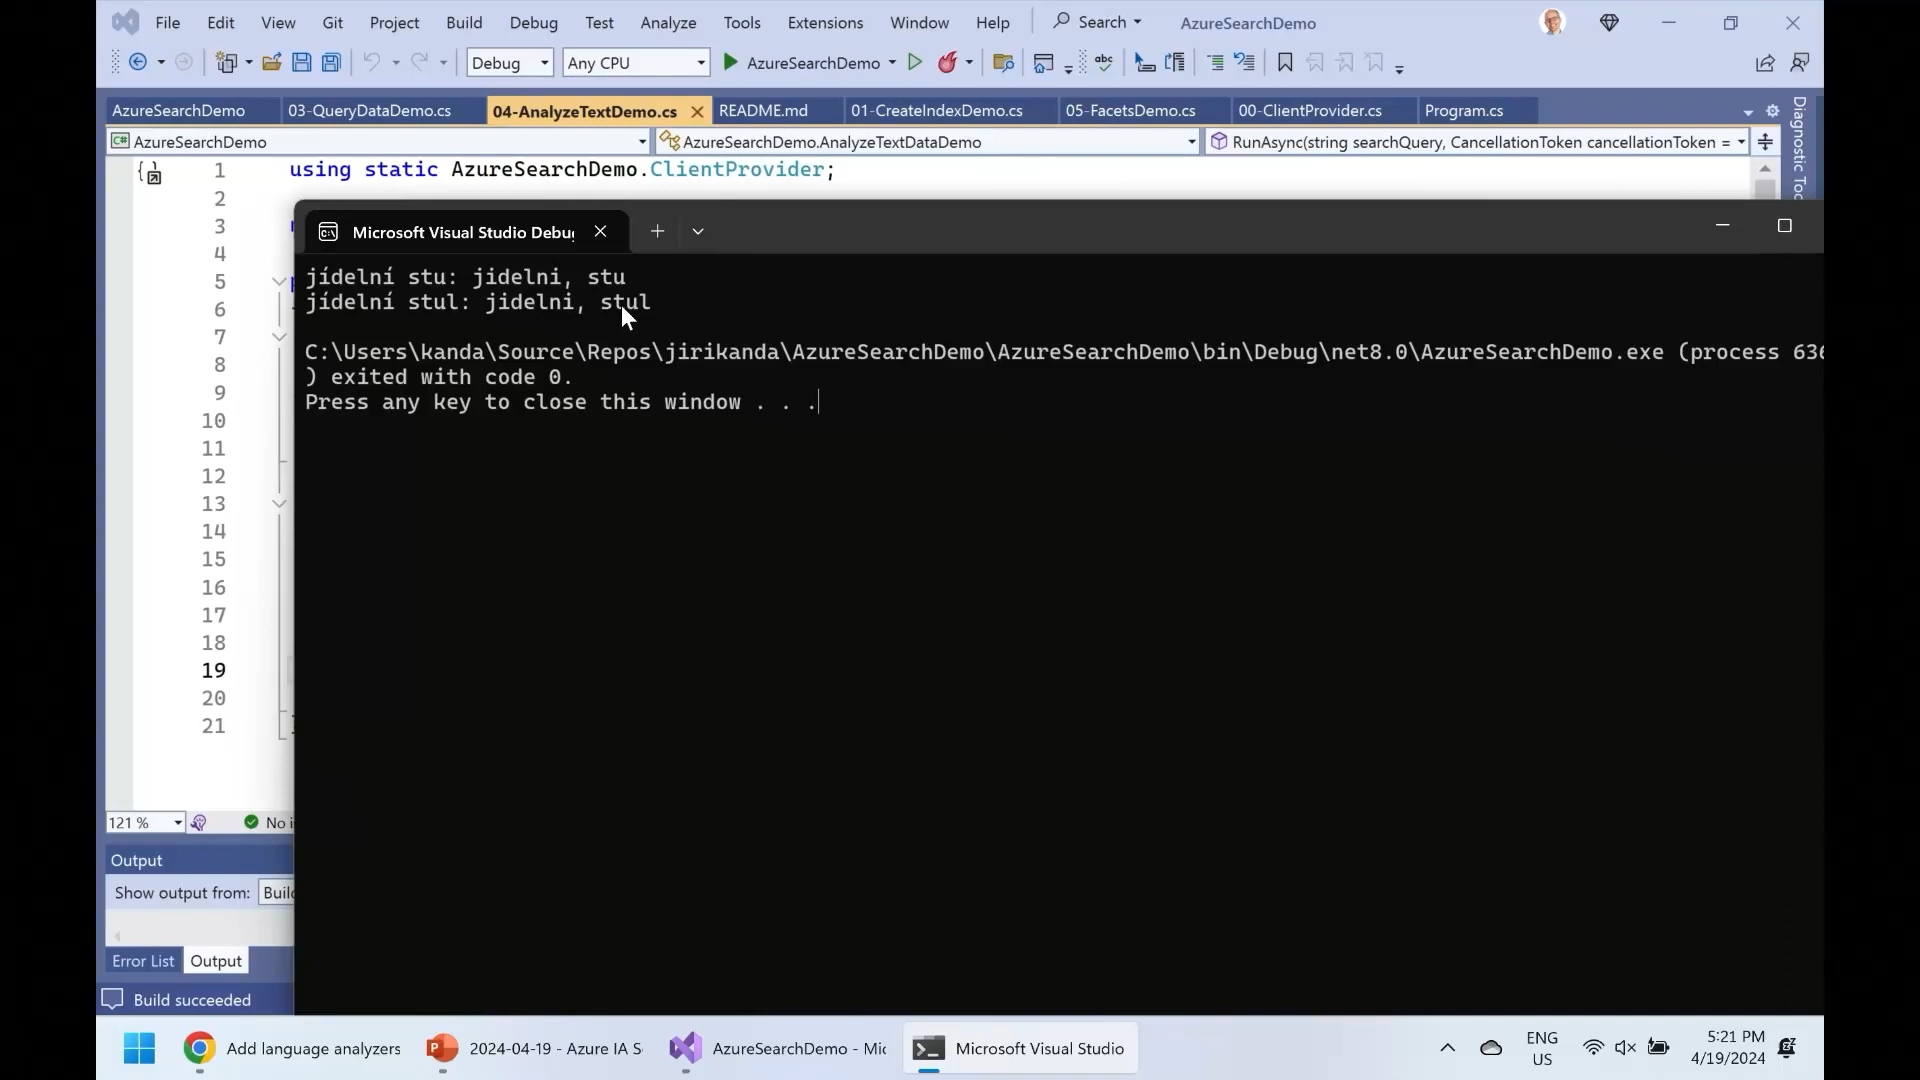 File Edit View Git Project Build Debug Test Analyze Tools Extensions Window Help Search AzureSearchDemo
Debug Any CPU AzureSearchDemo
AzureSearchDemo 03-QueryDataDemo.cs 04-AnalyzeTextDemo.cs README.md 01-CreateIndexDemo.cs 05-FacetsDemo.cs 00-ClientProvider.cs Program.cs
AzureSearchDemo AzureSearchDemo.AnalyzeTextDataDemo RunAsync(string searchQuery, CancellationToken cancellationToken =
Diagnostic
1 using static AzureSearchDemo.ClientProvider;
2
3
4
5
6
7
8
9
10
11
12
13
14
15
16
17
18
19
20
21
Microsoft Visual Studio Debu
jídelní stu: jidelni, stu
jídelní stul: jidelni, stul
C:\Users\kanda\Source\Repos\jirikanda\AzureSearchDemo\AzureSearchDemo\bin\Debug\net8.0\AzureSearchDemo.exe (process 636
) exited with code 0.
Press any key to close this window . . .
121 % No i
Output
Show output from: Build
Error List Output
Build succeeded
Add language analyzers 2024-04-19 - Azure IA S AzureSearchDemo - Mic Microsoft Visual Studio
ENG
US
5:21 PM
4/19/2024